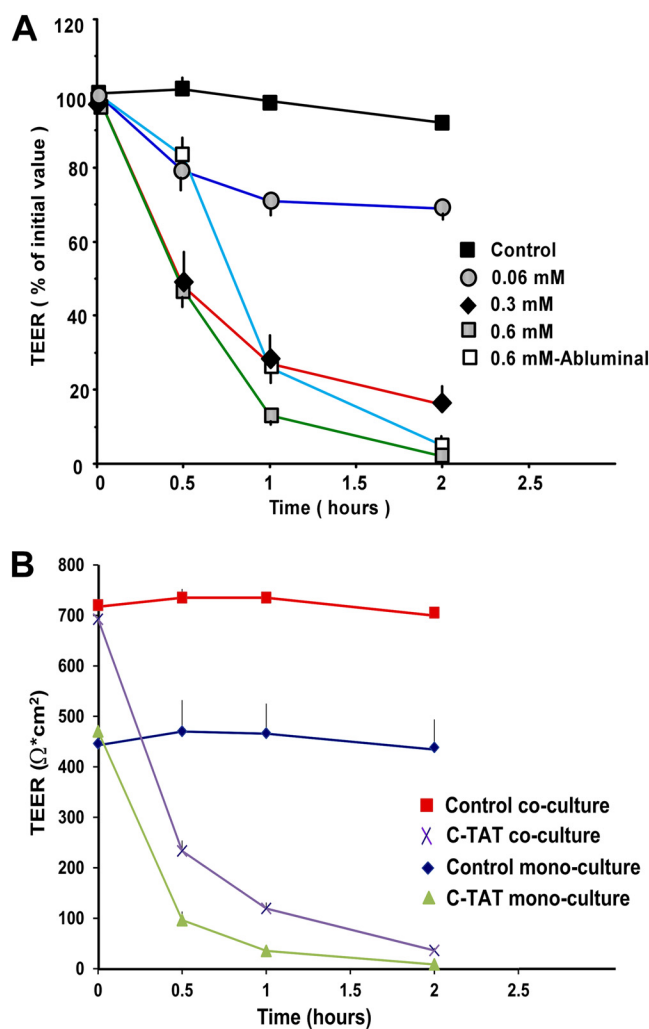 A
120
100
80
60
40
20
0
TEER ( % of initial value)
0
0.5
1
1.5
2
2.5
Time ( hours )
Control
0.06 mM
0.3 mM
0.6 mM
0.6 mM-Abluminal
B
800
700
600
500
400
300
200
100
0
TEER (Ω*cm²)
0
0.5
1
1.5
2
2.5
Time (hours)
Control co-culture
C-TAT co-culture
Control mono-culture
C-TAT mono-culture